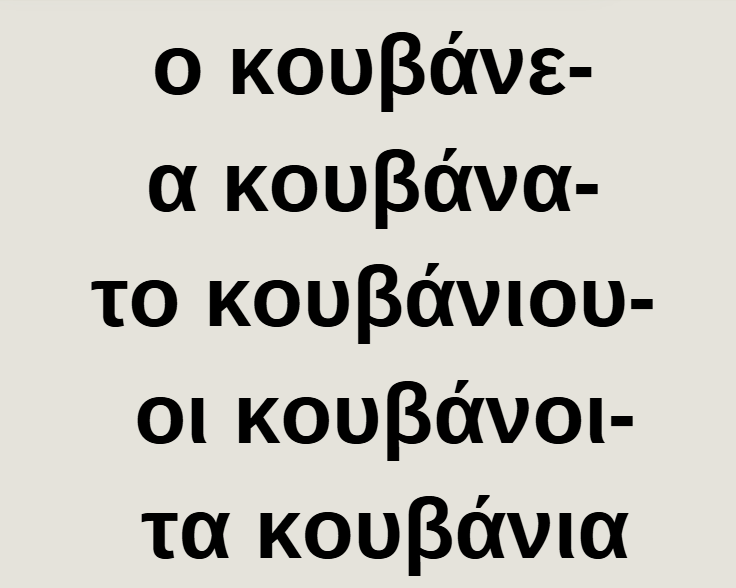 ο κουβάνε-
α κουβάνα-
το κουβάνιου-
οι κουβάνοι-
τα κουβάνια